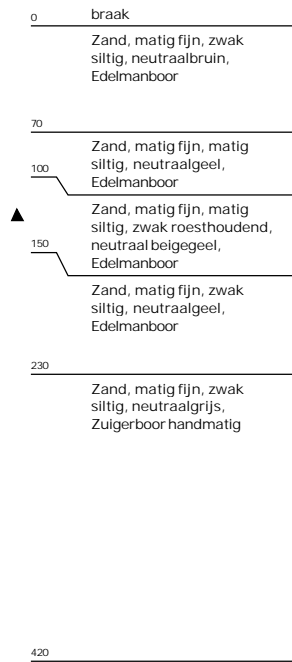 0
braak
Zand, matig fijn, zwak
siltig, neutraalbruin,
Edelmanboor
70
Zand, matig fijn, matig
siltig, neutraalgeel,
Edelmanboor
100
Zand, matig fijn, matig
siltig, zwak roesthoudend,
neutraal beigegeel,
Edelmanboor
150
Zand, matig fijn, zwak
siltig, neutraalgeel,
Edelmanboor
230
Zand, matig fijn, zwak
siltig, neutraalgrijs,
Zuigerboor handmatig
420